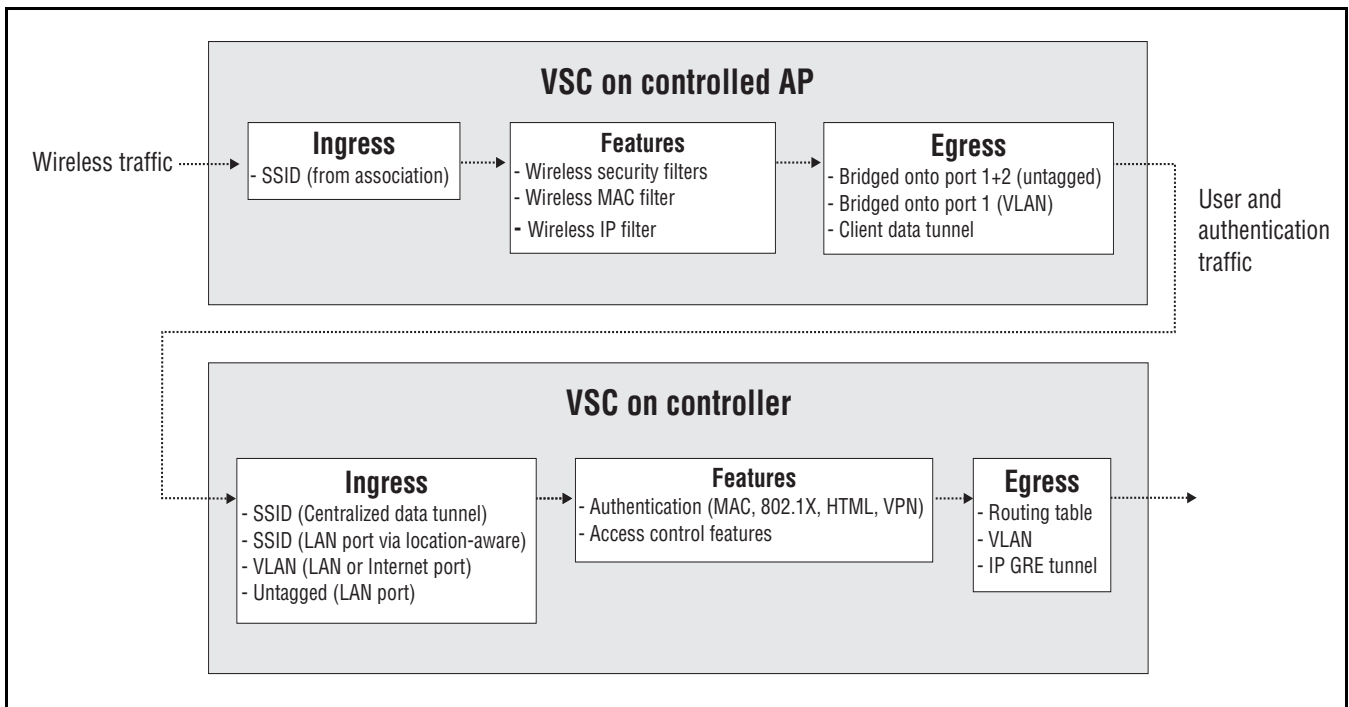 VSC on controlled AP
Wireless traffic
Ingress
- SSID (from association)
Features
- Wireless security filters
- Wireless MAC filter
- Wireless IP filter
Egress
- Bridged onto port 1+2 (untagged)
- Bridged onto port 1 (VLAN)
- Client data tunnel
User and
authentication
traffic
VSC on controller
Ingress
- SSID (Centralized data tunnel)
- SSID (LAN port via location-aware)
- VLAN (LAN or Internet port)
- Untagged (LAN port)
Features
- Authentication (MAC, 802.1X, HTML, VPN)
- Access control features
Egress
- Routing table
- VLAN
- IP GRE tunnel